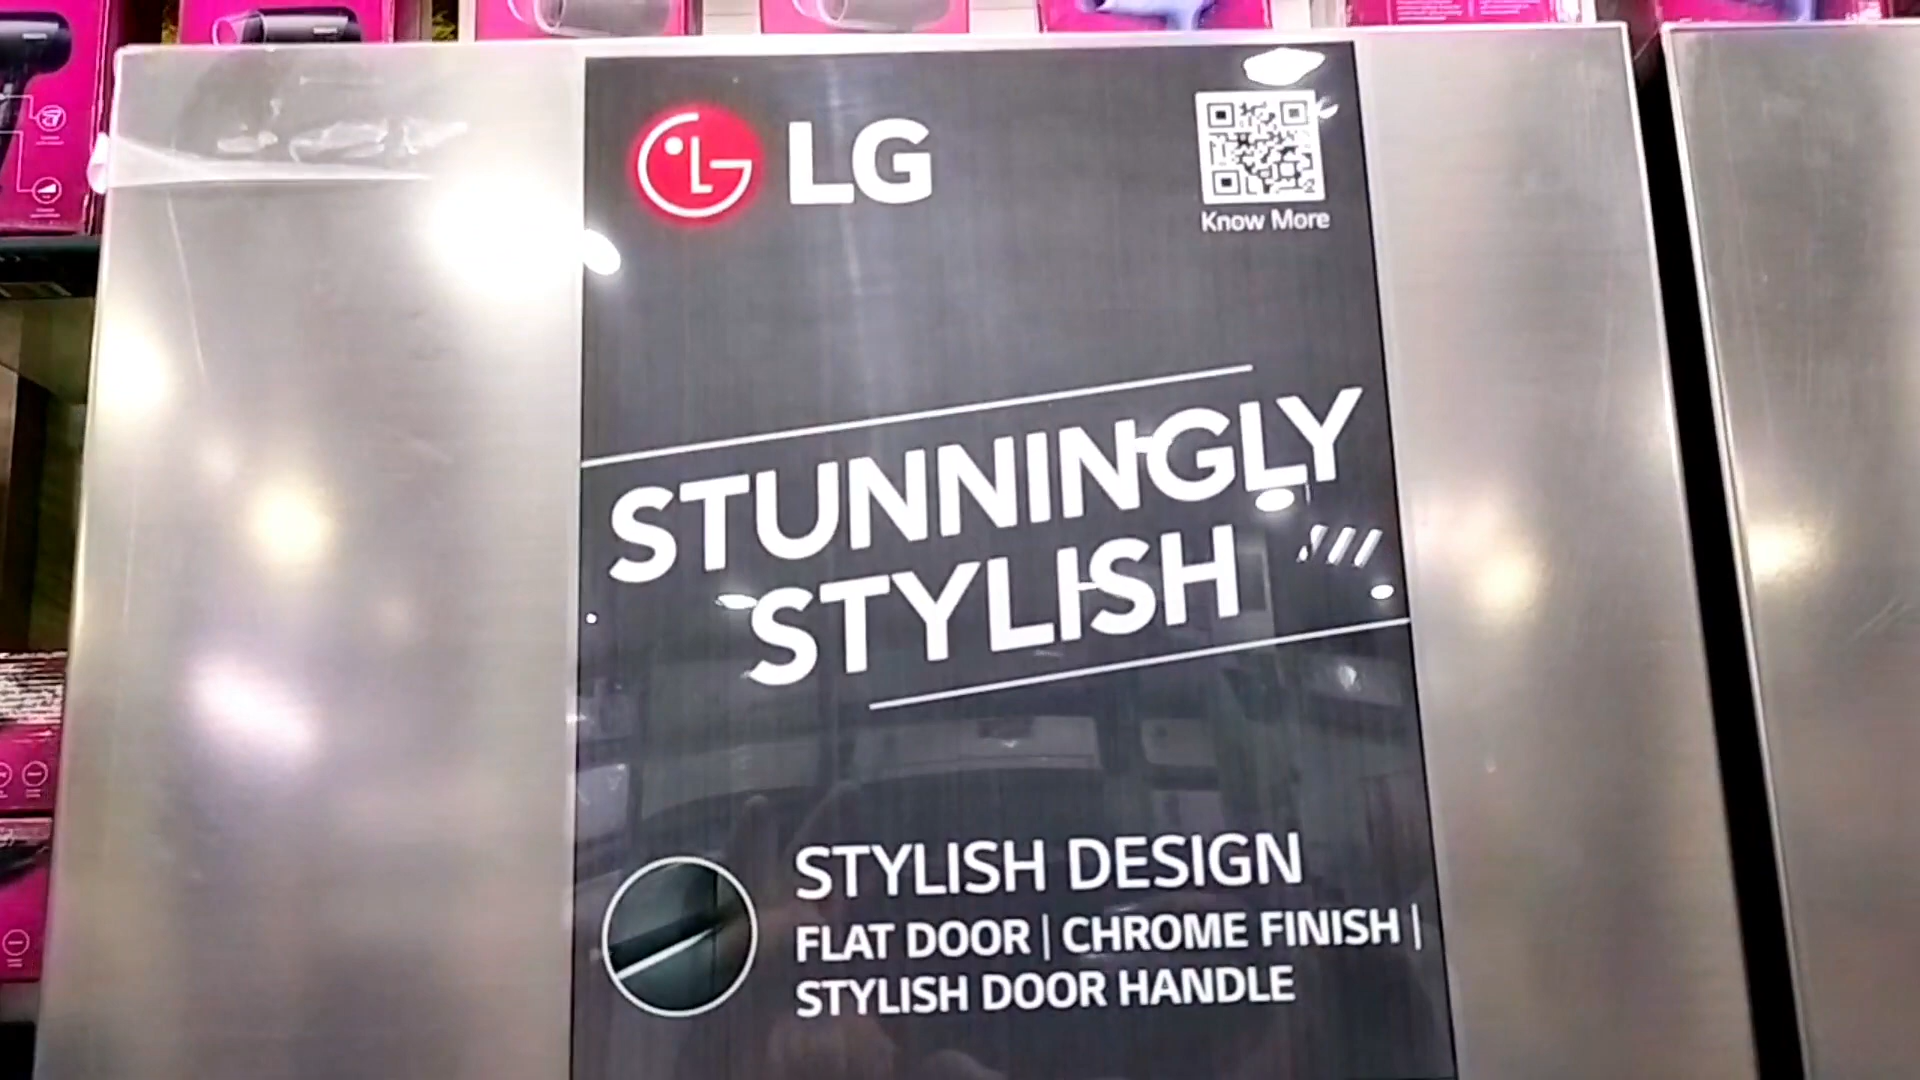 LG
Know More
STUNNINGLY
STYLISH
STYLISH DESIGN
FLAT DOOR | CHROME FINISH |
STYLISH DOOR HANDLE